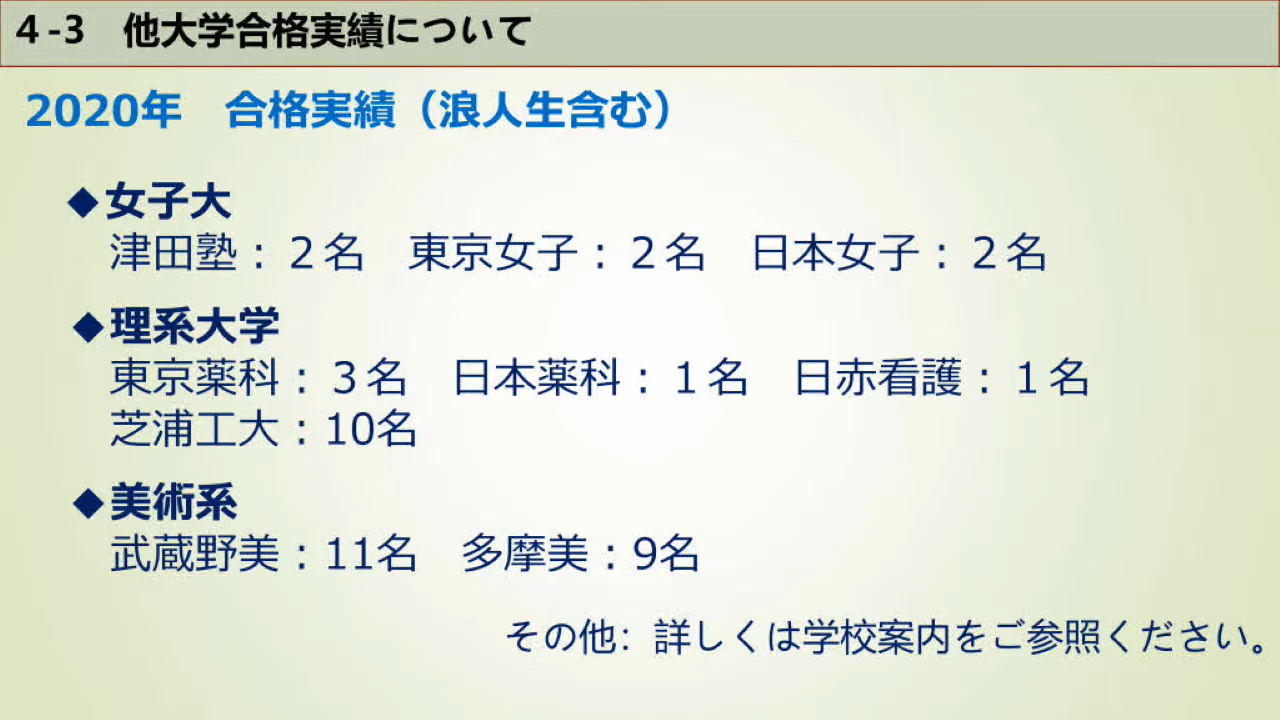 ４-3　他大学合格実績について
2020年　合格実績（浪人生含む）
◆女子大
津田塾：２名　東京女子：２名　日本女子：２名
◆理系大学
東京薬科：３名　日本薬科：１名　日赤看護：１名
芝浦工大：10名
◆美術系
武蔵野美：11名　多摩美：9名
その他：詳しくは学校案内をご参照ください。